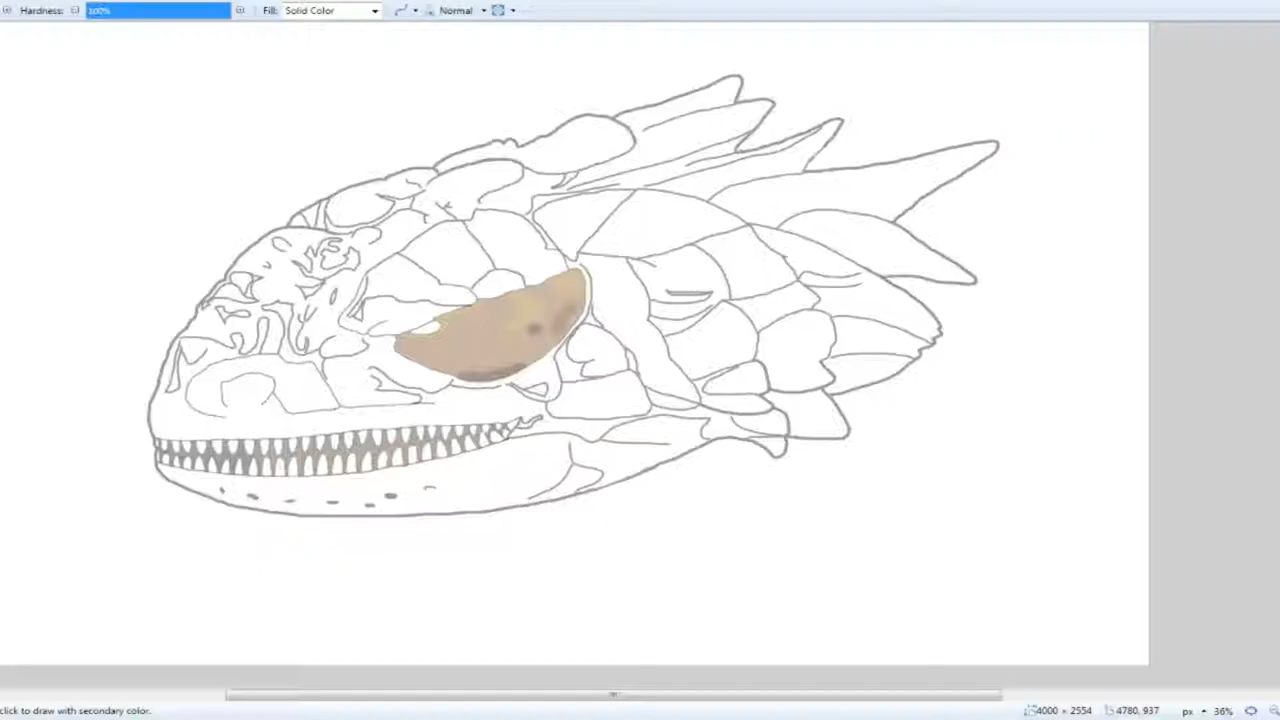 Hardness: 100% Fill: Solid Color Normal
click to draw with secondary color.
4000 × 2554 4780, 937 px 36%